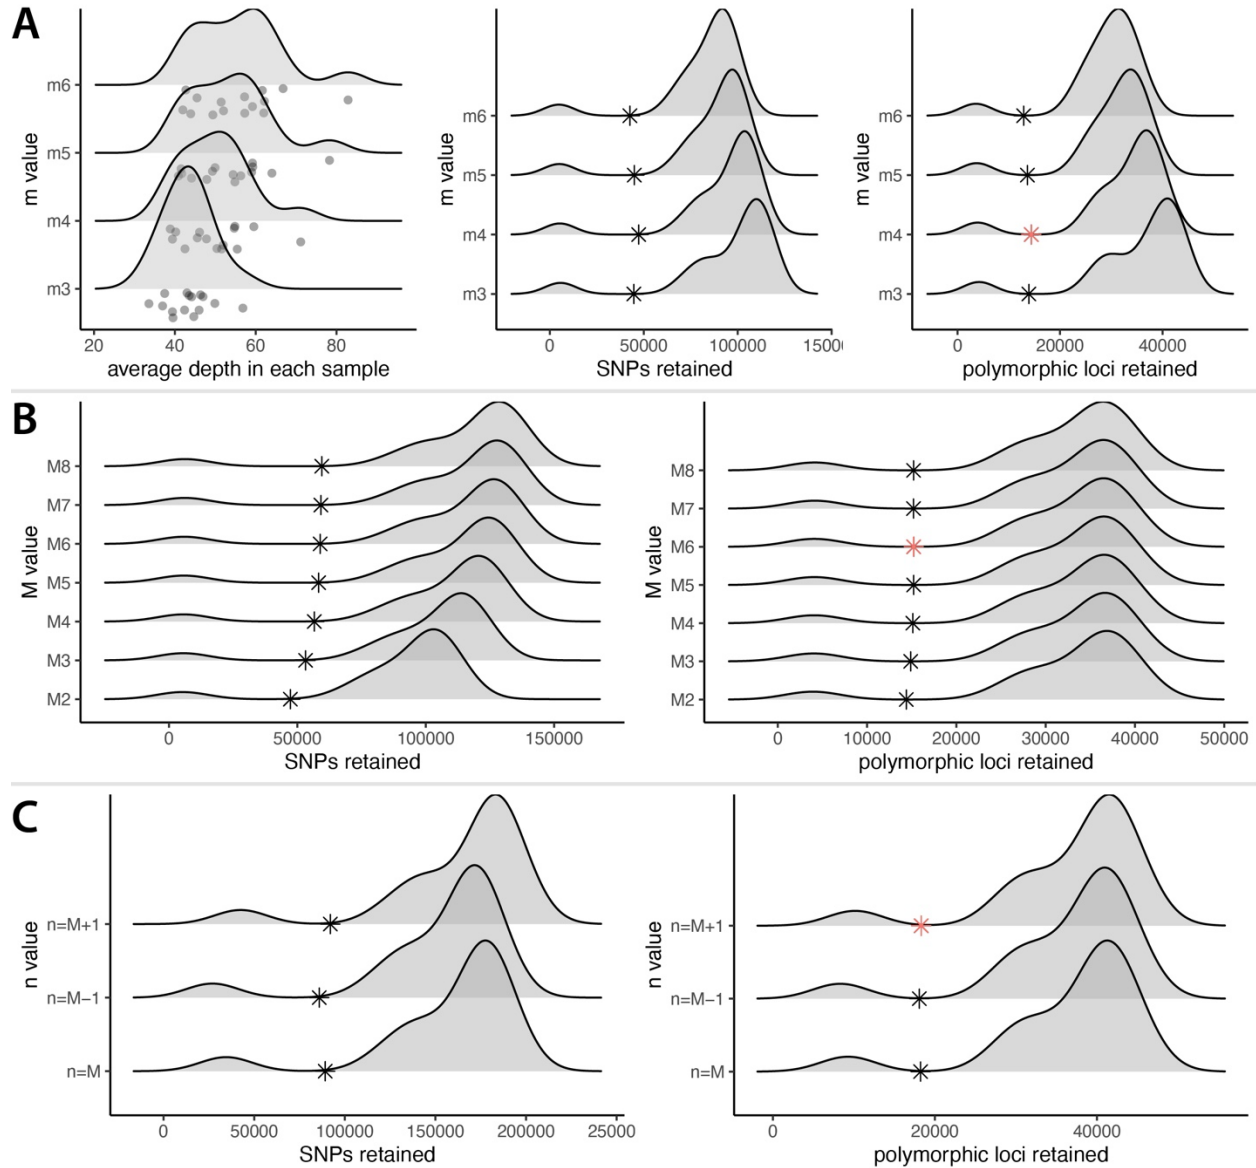 A
m value
m6
m5
m4
m3
20 40 60 80
average depth in each sample
m value
m6
m5
m4
m3
0 50000 100000 15000
SNPs retained
m value
m6
m5
m4
m3
0 20000 40000
polymorphic loci retained
B
M value
M8
M7
M6
M5
M4
M3
M2
0 50000 100000 150000
SNPs retained
M value
M8
M7
M6
M5
M4
M3
M2
0 10000 20000 30000 40000 50000
polymorphic loci retained
C
n value
n=M+1
n=M−1
n=M
0 50000 100000 150000 200000 25000
SNPs retained
n value
n=M+1
n=M−1
n=M
0 20000 40000
polymorphic loci retained